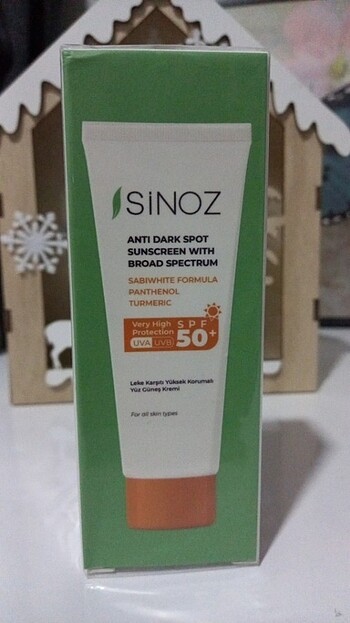 SiNOZ
ANTI DARK SPOT
SUNSCREEN WITH
BROAD SPECTRUM
SABIWHITE FORMULA
PANTHENOL
TURMERIC
Very High
Protection
UVA UVB
SPF
50+
Leke Karşıtı Yüksek Korumalı
Yüz Güneş Kremi
For all skin types